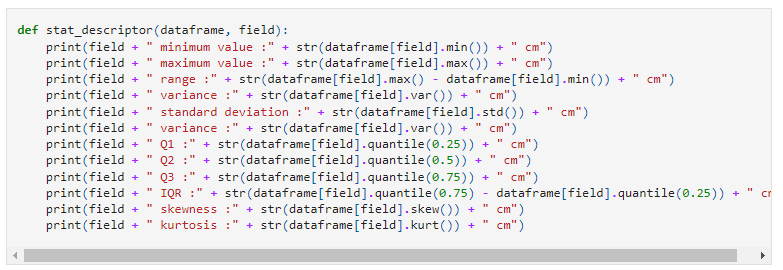 def stat_descriptor(dataframe, field):
    print(field + " minimum value :" + str(dataframe[field].min()) + " cm")
    print(field + " maximum value :" + str(dataframe[field].max()) + " cm")
    print(field + " range :" + str(dataframe[field].max() - dataframe[field].min()) + " cm")
    print(field + " variance :" + str(dataframe[field].var()) + " cm")
    print(field + " standard deviation :" + str(dataframe[field].std()) + " cm")
    print(field + " variance :" + str(dataframe[field].var()) + " cm")
    print(field + " Q1 :" + str(dataframe[field].quantile(0.25)) + " cm")
    print(field + " Q2 :" + str(dataframe[field].quantile(0.5)) + " cm")
    print(field + " Q3 :" + str(dataframe[field].quantile(0.75)) + " cm")
    print(field + " IQR :" + str(dataframe[field].quantile(0.75) - dataframe[field].quantile(0.25)) + "
    print(field + " skewness :" + str(dataframe[field].skew()) + " cm")
    print(field + " kurtosis :" + str(dataframe[field].kurt()) + " cm")